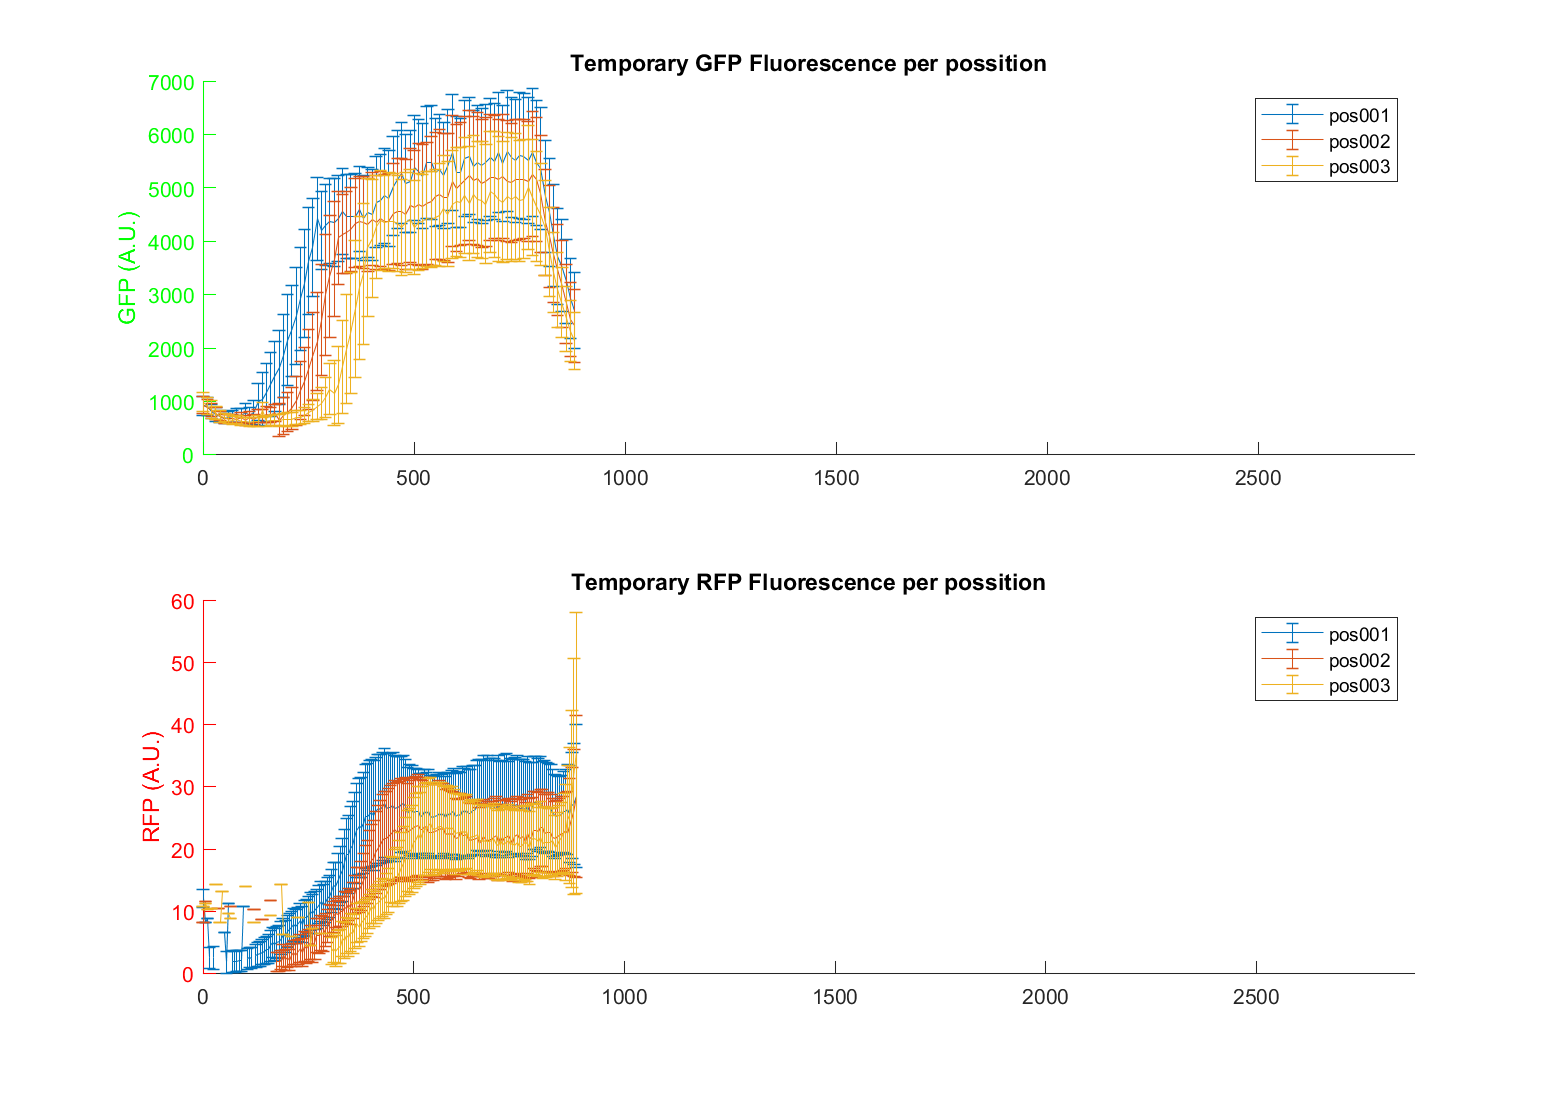 Temporary GFP Fluorescence per possition
GFP (A.U.)
7000
6000
5000
4000
3000
2000
1000
0
0 500 1000 1500 2000 2500
pos001
pos002
pos003
Temporary RFP Fluorescence per possition
RFP (A.U.)
60
50
40
30
20
10
0
0 500 1000 1500 2000 2500
pos001
pos002
pos003